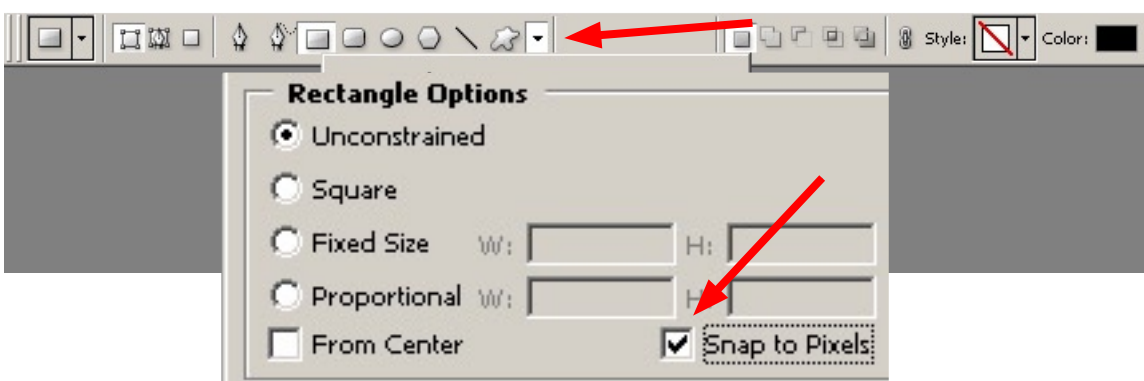 Style: Color:
Rectangle Options
Unconstrained
Square
Fixed Size W: H:
Proportional W: H
From Center Snap to Pixels